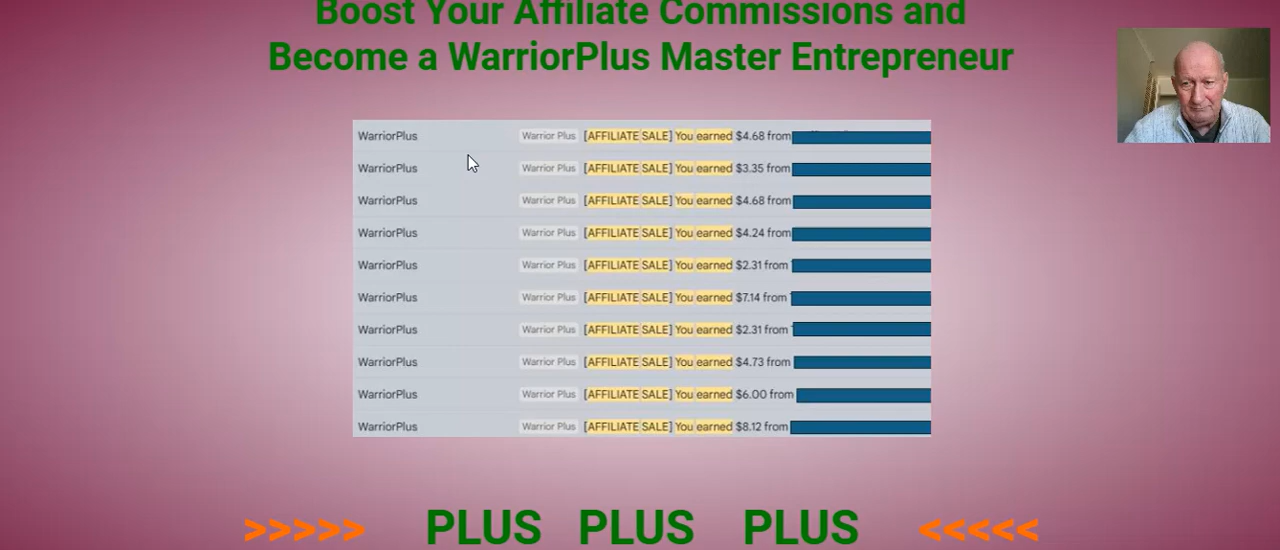 Boost Your Affiliate Commissions and
Become a WarriorPlus Master Entrepreneur
WarriorPlus Warrior Plus [AFFILIATE SALE] You earned $4.68 from
WarriorPlus Warrior Plus [AFFILIATE SALE] You earned $3.35 from
WarriorPlus Warrior Plus [AFFILIATE SALE] You earned $4.68 from
WarriorPlus Warrior Plus [AFFILIATE SALE] You earned $4.24 from
WarriorPlus Warrior Plus [AFFILIATE SALE] You earned $2.31 from
WarriorPlus Warrior Plus [AFFILIATE SALE] You earned $7.14 from
WarriorPlus Warrior Plus [AFFILIATE SALE] You earned $2.31 from
WarriorPlus Warrior Plus [AFFILIATE SALE] You earned $4.73 from
WarriorPlus Warrior Plus [AFFILIATE SALE] You earned $6.00 from
WarriorPlus Warrior Plus [AFFILIATE SALE] You earned $8.12 from
>>>>> PLUS PLUS PLUS <<<<<